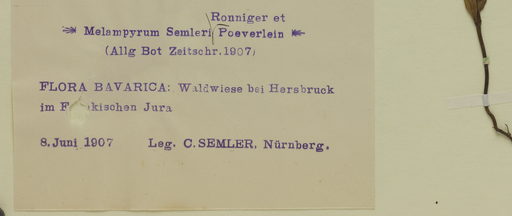 Ronniger et
Melampyrum Semleri Poeverlein
(Allg Bot Zeitschr. 1907)
FLORA BAVARICA: Waldwiese bei Hersbruck
im Jura
8. Juni 1907 Leg. C. SEMLER, Nürnberg.